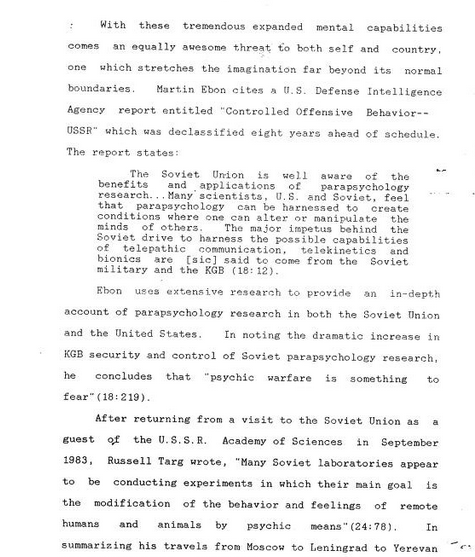 : With these tremendous expanded mental capabilities
comes an equally awesome threat to both self and country,
one which stretches the imagination far beyond its normal
boundaries. Martin Ebon cites a U.S. Defense Intelligence
Agency report entitled "Controlled Offensive Behavior--
USSR" which was declassified eight years ahead of schedule.
The report states:
The Soviet Union is well aware of the
benefits and applications of parapsychology
research...Many scientists, U.S. and Soviet, feel
that parapsychology can be harnessed to create
conditions where one can alter or manipulate the
minds of others. The major impetus behind the
Soviet drive to harness the possible capabilities
of telepathic communication, telekinetics and
bionics are [sic] said to come from the Soviet
military and the KGB (18:12).
Ebon uses extensive research to provide an in-depth
account of parapsychology research in both the Soviet Union
and the United States. In noting the dramatic increase in
KGB security and control of Soviet parapsychology research,
he concludes that "psychic warfare is something to
fear"(18:219).
After returning from a visit to the Soviet Union as a
guest of the U.S.S.R. Academy of Sciences in September
1983, Russell Targ wrote, "Many Soviet laboratories appear
to be conducting experiments in which their main goal is
the modification of the behavior and feelings of remote
humans and animals by psychic means"(24:78). In
summarizing his travels from Moscow to Leningrad to Yerevan